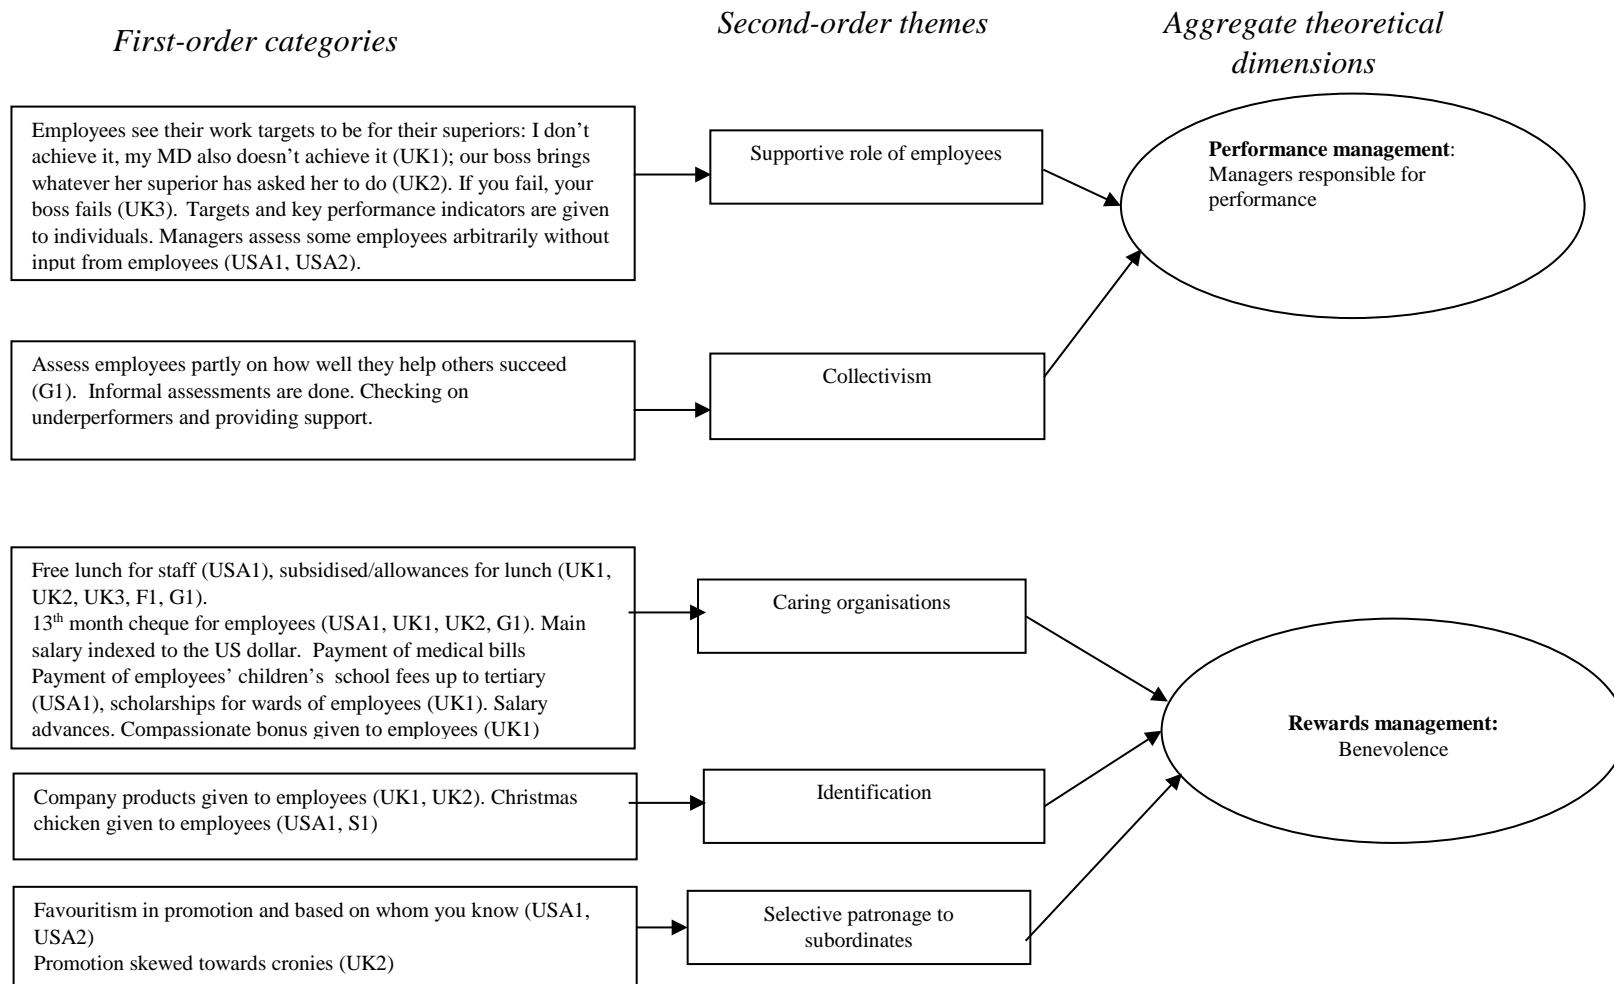 First-order categories
Second-order themes
Aggregate theoretical
dimensions
Employees see their work targets to be for their superiors: I don’t
achieve it, my MD also doesn’t achieve it (UK1); our boss brings
whatever her superior has asked her to do (UK2). If you fail, your
boss fails (UK3).  Targets and key performance indicators are given
to individuals. Managers assess some employees arbitrarily without
input from employees (USA1, USA2).
Supportive role of employees
Performance management:
Managers responsible for
performance
Assess employees partly on how well they help others succeed
(G1).  Informal assessments are done. Checking on
underperformers and providing support.
Collectivism
Free lunch for staff (USA1), subsidised/allowances for lunch (UK1,
UK2, UK3, F1, G1).
13th month cheque for employees (USA1, UK1, UK2, G1). Main
salary indexed to the US dollar.  Payment of medical bills
Payment of employees’ children’s  school fees up to tertiary
(USA1), scholarships for wards of employees (UK1). Salary
advances. Compassionate bonus given to employees (UK1)
Caring organisations
Rewards management:
Benevolence
Company products given to employees (UK1, UK2). Christmas
chicken given to employees (USA1, S1)
Identification
Favouritism in promotion and based on whom you know (USA1,
USA2)
Promotion skewed towards cronies (UK2)
Selective patronage to
subordinates